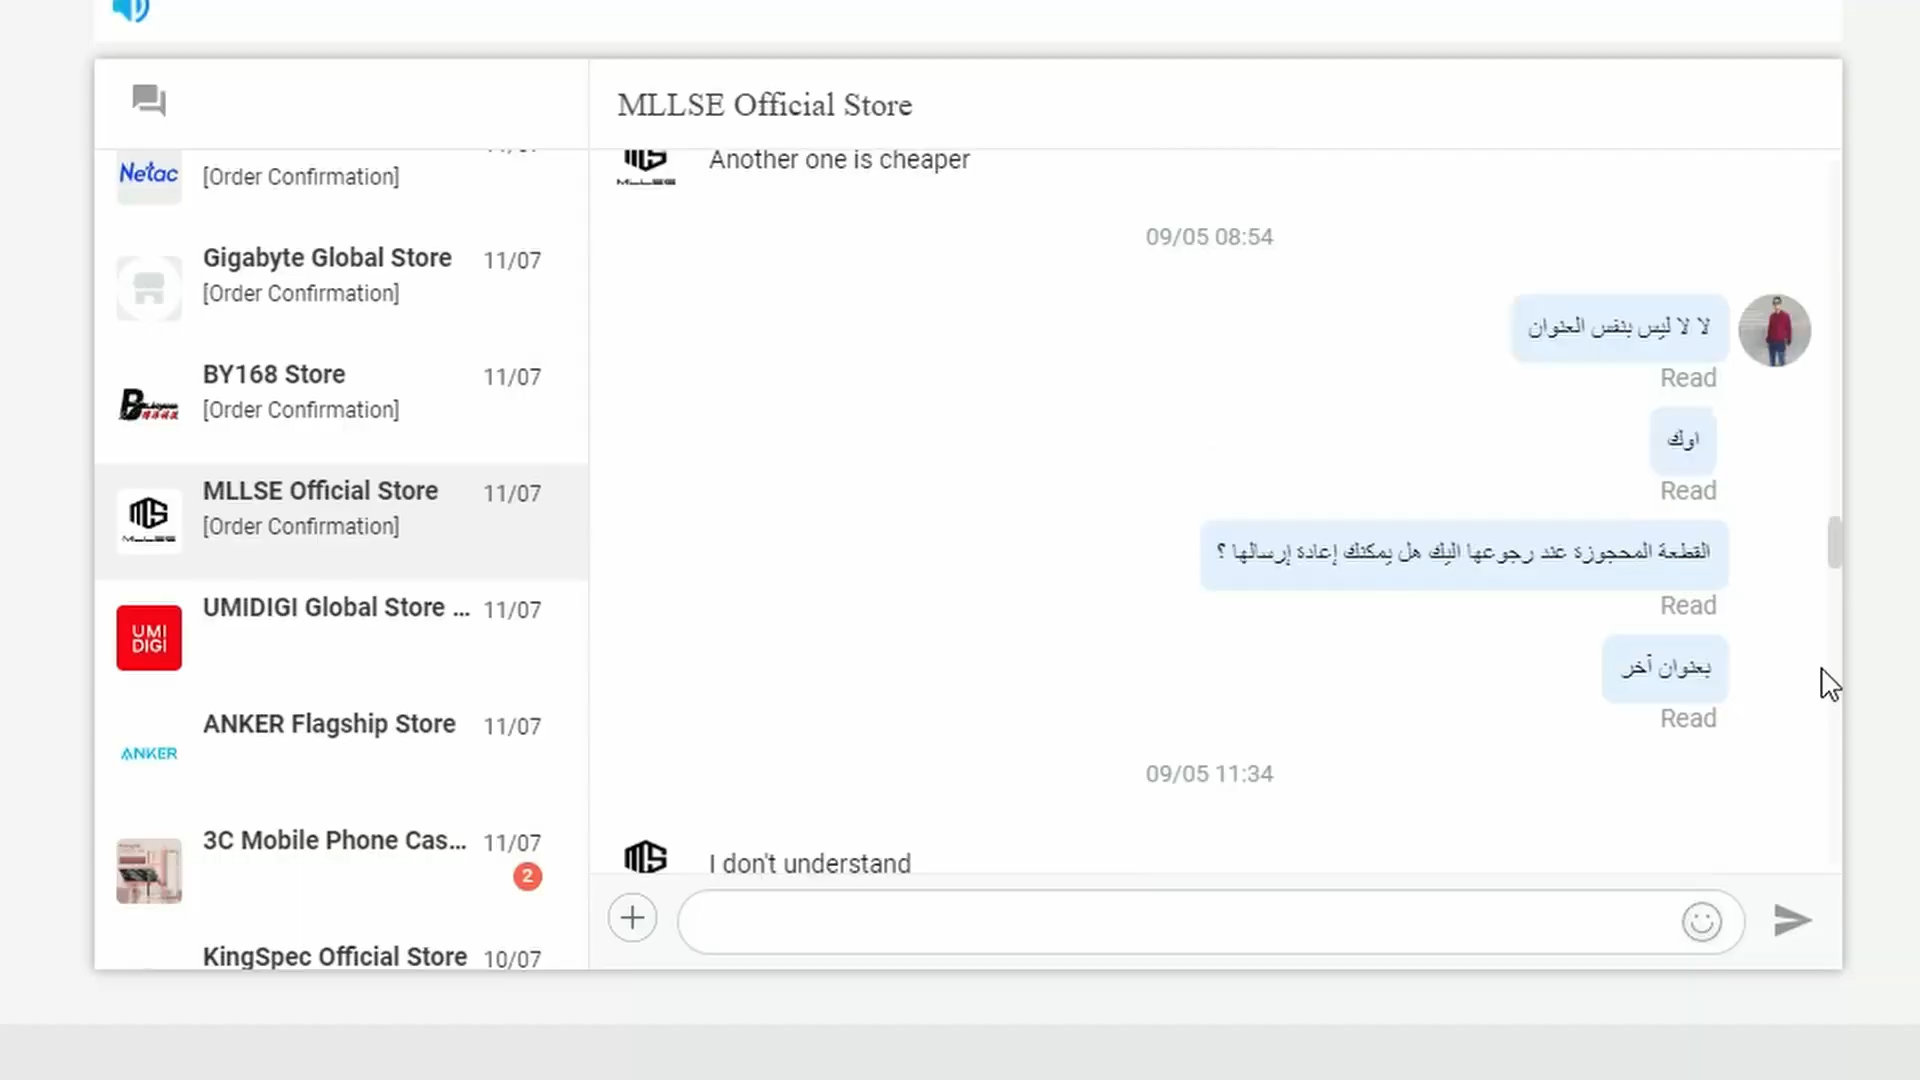 MLLSE Official Store
Netac
[Order Confirmation]
Gigabyte Global Store
11/07
[Order Confirmation]
BY168 Store
11/07
[Order Confirmation]
MLLSE Official Store
11/07
[Order Confirmation]
MLLSE
UMIDIGI Global Store ...
11/07
UMI
DIGI
ANKER Flagship Store
11/07
ANKER
3C Mobile Phone Cas...
11/07
2
KingSpec Official Store
10/07
MLLSE
Another one is cheaper
09/05 08:54
لا لا ليس بنفس العنوان
Read
اوك
Read
القطعة المحجوزة عند رجوعها اليك هل يمكنك إعادة إرسالها ؟
Read
بعنوان آخر
Read
09/05 11:34
I don't understand